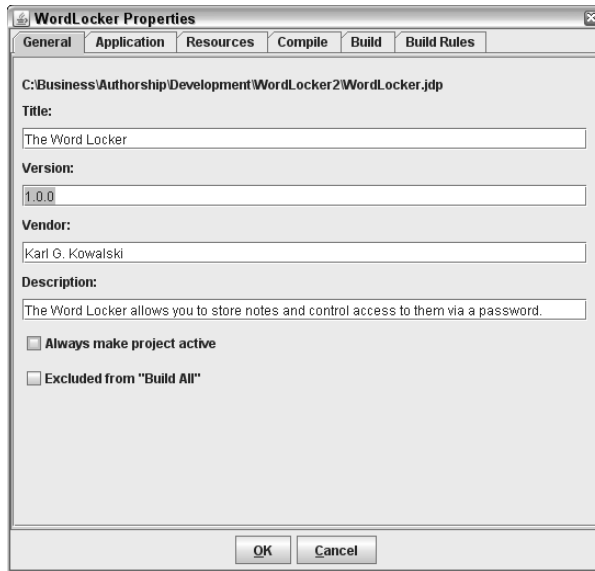 WordLocker Properties
General Application Resources Compile Build Build Rules
C:\Business\Authorship\Development\WordLocker2\WordLocker.jdp
Title:
The Word Locker
Version:
1.0.0
Vendor:
Karl G. Kowalski
Description:
The Word Locker allows you to store notes and control access to them via a password.
Always make project active
Excluded from "Build All"
OK Cancel